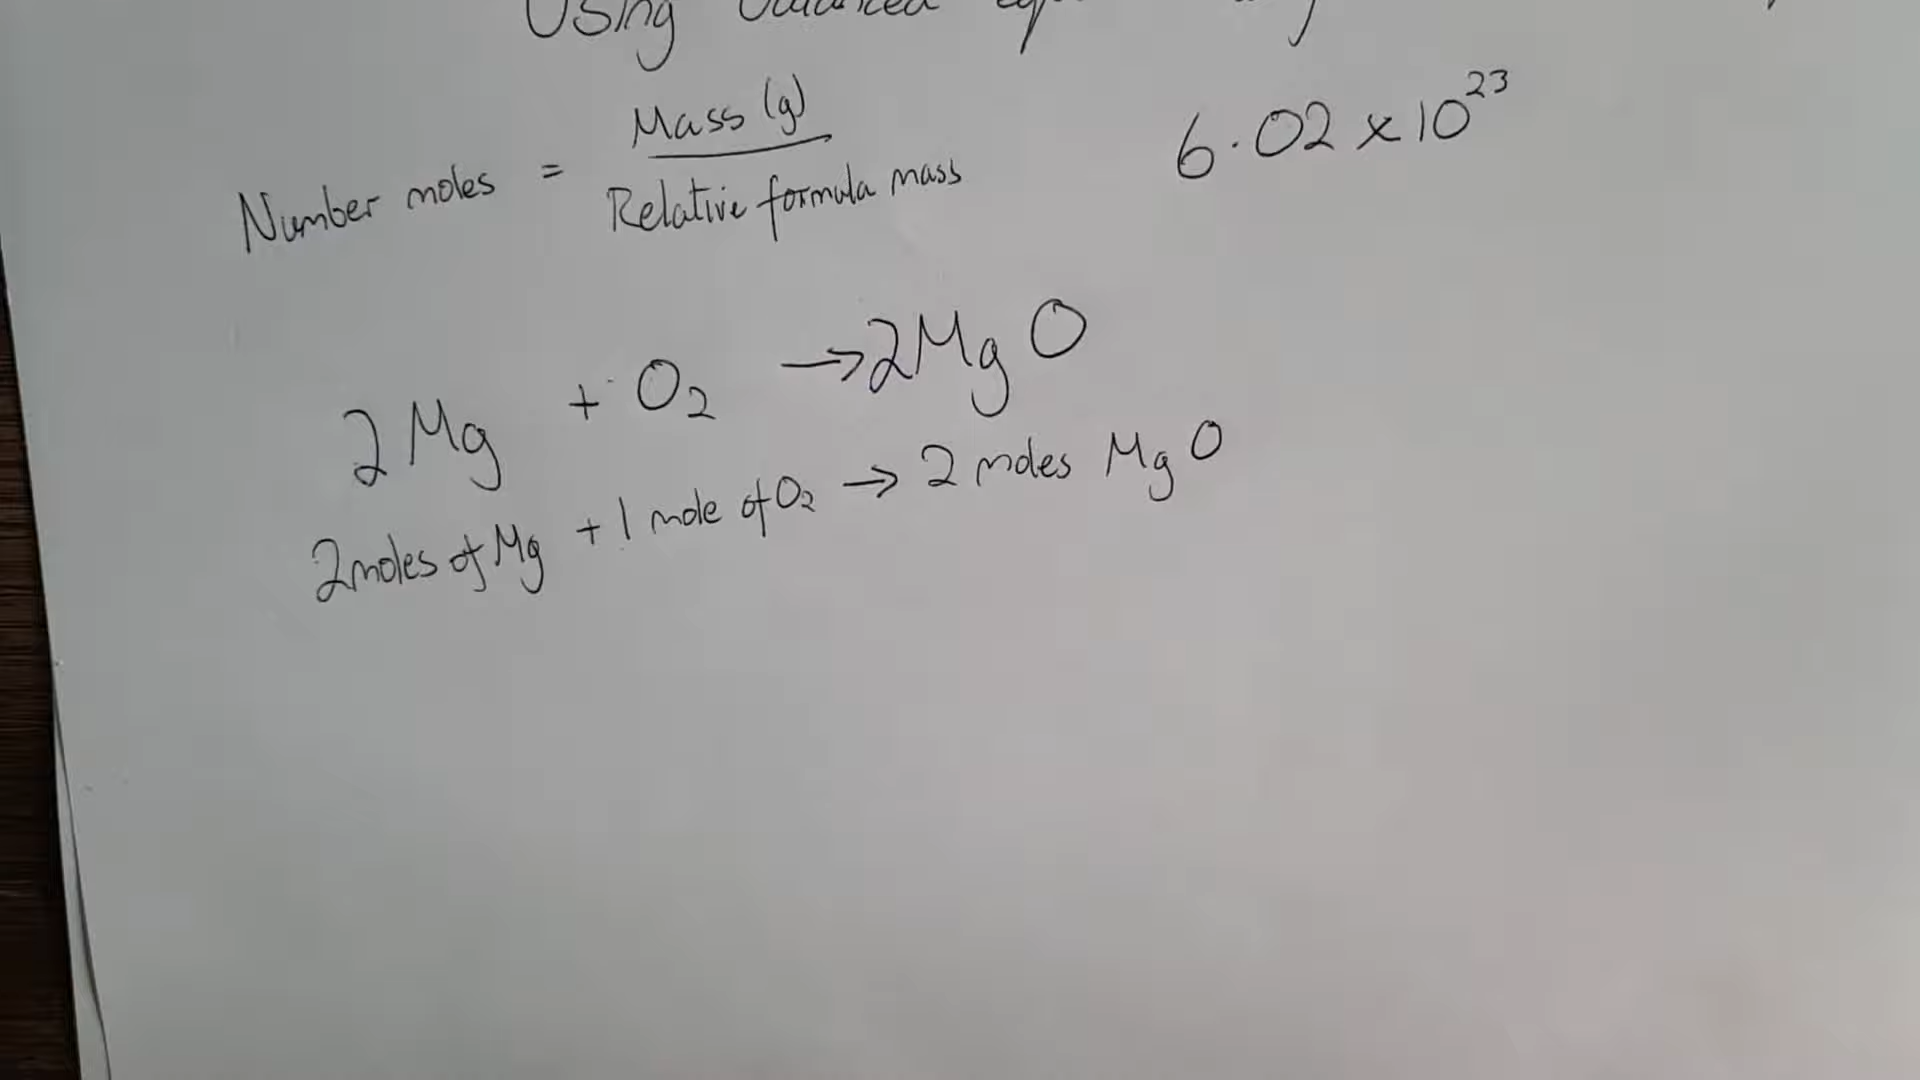 Using balanced
Number moles = Mass (g) / Relative formula mass
6.02 x 10²³
2Mg + O₂ → 2MgO
2moles of Mg + 1 mole of O₂ → 2 moles MgO